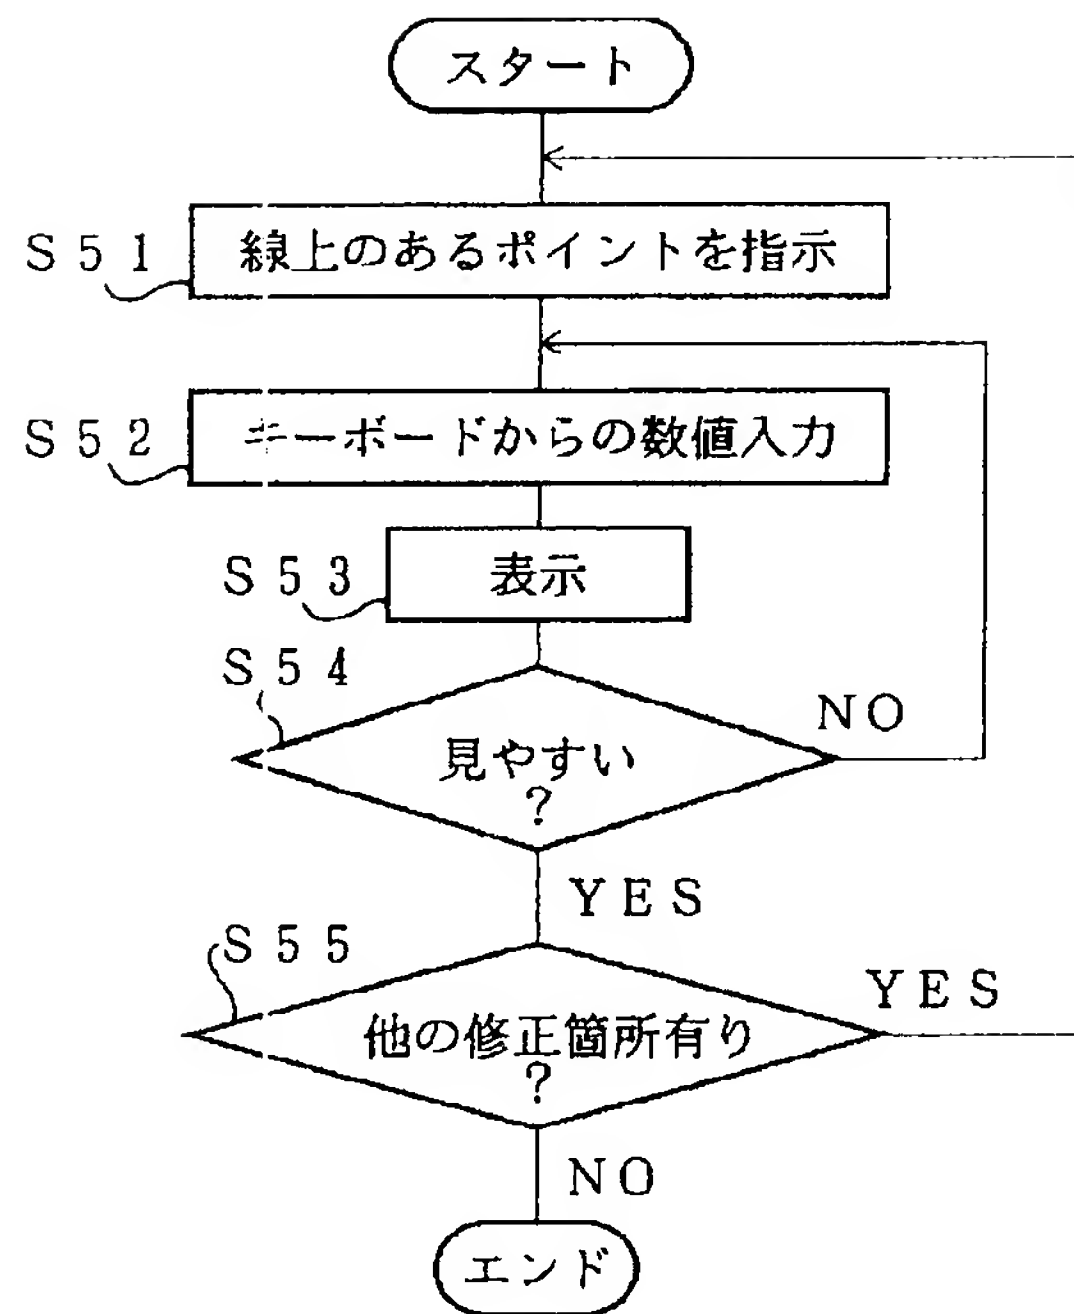 スタート
S51
線上のあるポイントを指示
S52
キーボードからの数値入力
S53
表示
S54
見やすい
?
NO
YES
S55
他の修正箇所有り
?
YES
NO
エンド